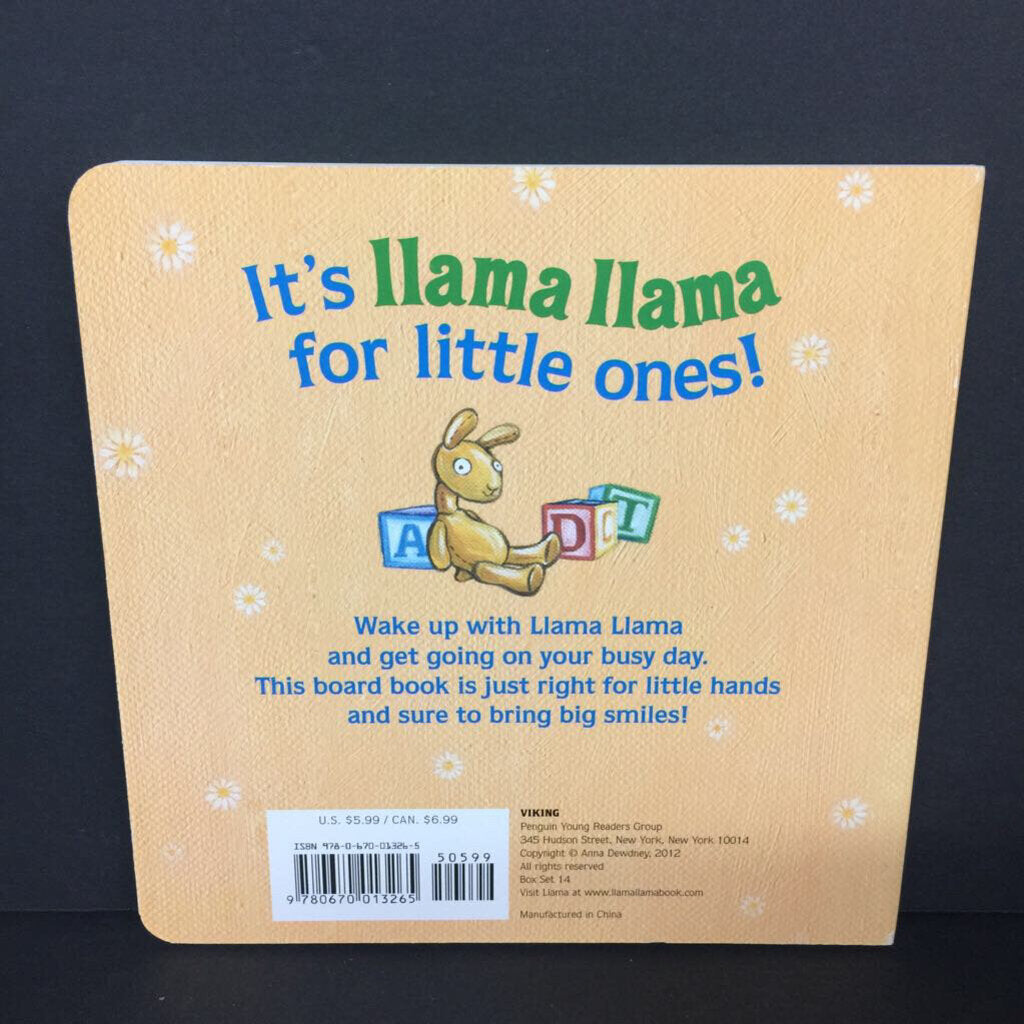 It's llama llama
for little ones!
A D C T
Wake up with Llama Llama
and get going on your busy day.
This board book is just right for little hands
and sure to bring big smiles!
U.S. $5.99 / CAN. $6.99
ISBN 978-0-670-01326-5
50599
9 780670 013265
VIKING
Penguin Young Readers Group
345 Hudson Street, New York, New York 10014
Copyright © Anna Dewdney, 2012
All rights reserved
Box Set 14
Visit Llama at www.llamallamabook.com
Manufactured in China